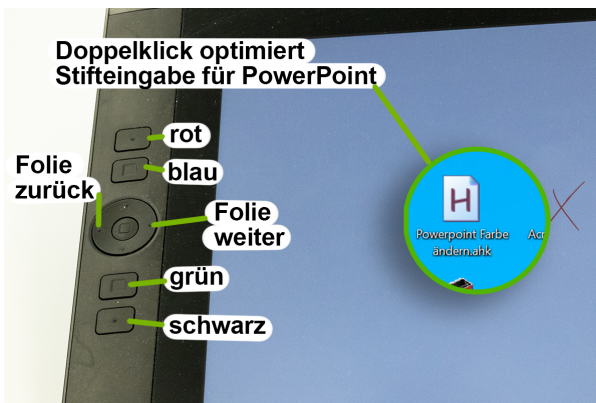 Doppelklick optimiert
Stifteingabe für PowerPoint
rot
blau
Folie
zurück
Folie
weiter
grün
schwarz
H
Powerpoint Farbe
ändern.ahk